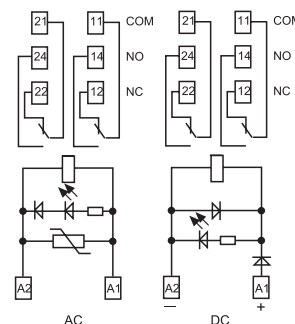 21 11 COM 21 11 COM
24 14 NO 24 14 NO
22 12 NC 22 12 NC
A2 A1 A2 A1
— +
AC DC